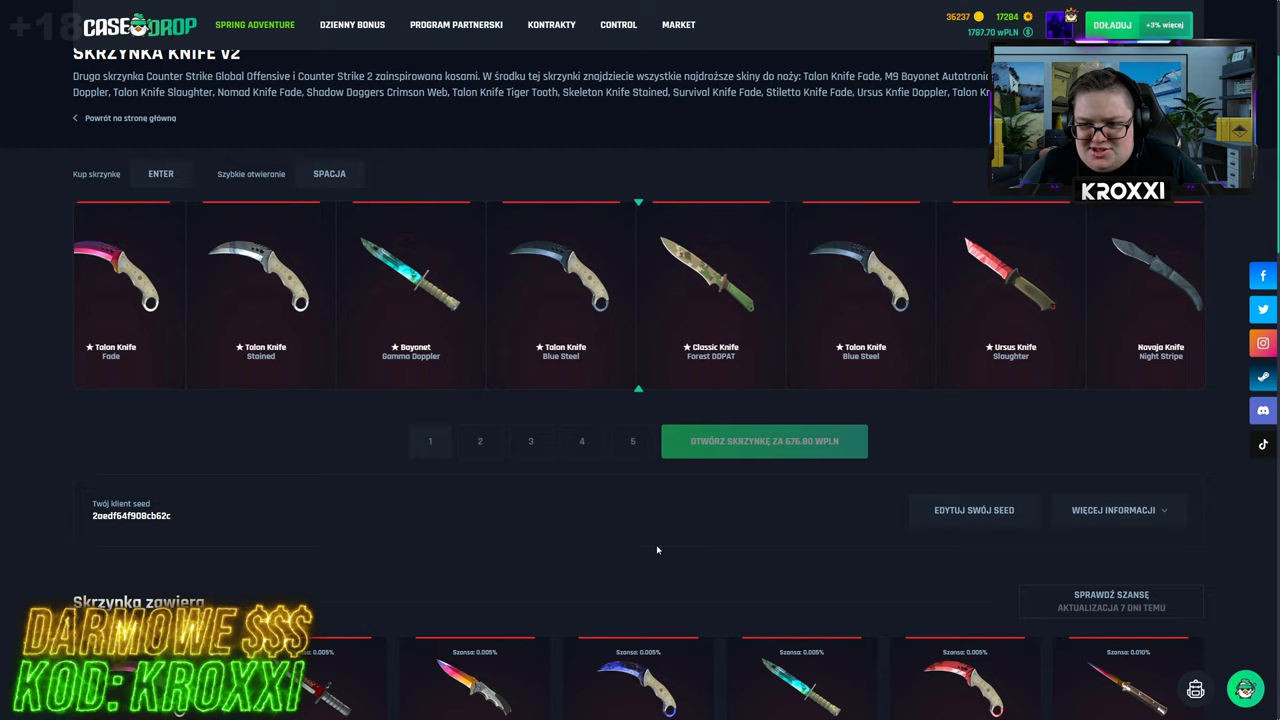 +18
CASE DROP
SPRING ADVENTURE
DZIENNY BONUS
PROGRAM PARTNERSKI
KONTRAKTY
CONTROL
MARKET
36237
17284
1787.70 wPLN
DOŁADUJ
+3% więcej
SKRZYNKA KNIFE V2
Druga skrzynka Counter Strike Global Offensive i Counter Strike 2 zainspirowana kosami. W środku tej skrzynki znajdziecie wszystkie najdroższe skiny do noży: Talon Knife Fade, M9 Bayonet Autotronic
Doppler, Talon Knife Slaughter, Nomad Knife Fade, Shadow Daggers Crimson Web, Talon Knife Tiger Tooth, Skeleton Knife Stained, Survival Knife Fade, Stiletto Knife Fade, Ursus Knfie Doppler, Talon Kn
Powrót na stronę główną
KROXXI
Kup skrzynkę
ENTER
Szybkie otwieranie
SPACJA
★ Talon Knife
Fade
★ Talon Knife
Stained
★ Bayonet
Gamma Doppler
★ Talon Knife
Blue Steel
★ Classic Knife
Forest DDPAT
★ Talon Knife
Blue Steel
★ Ursus Knife
Slaughter
Navaja Knife
Night Stripe
1
2
3
4
5
OTWÓRZ SKRZYNKĘ ZA 676.80 WPLN
Twój klient seed
2aedf64f908cb62c
EDYTUJ SWÓJ SEED
WIĘCEJ INFORMACJI
Skrzynka zawiera
SPRAWDŹ SZANSĘ
AKTUALIZACJA 7 DNI TEMU
DARMOWE $$$
KOD: KROXXI
Szansa: 0.005%
Szansa: 0.005%
Szansa: 0.005%
Szansa: 0.005%
Szansa: 0.010%